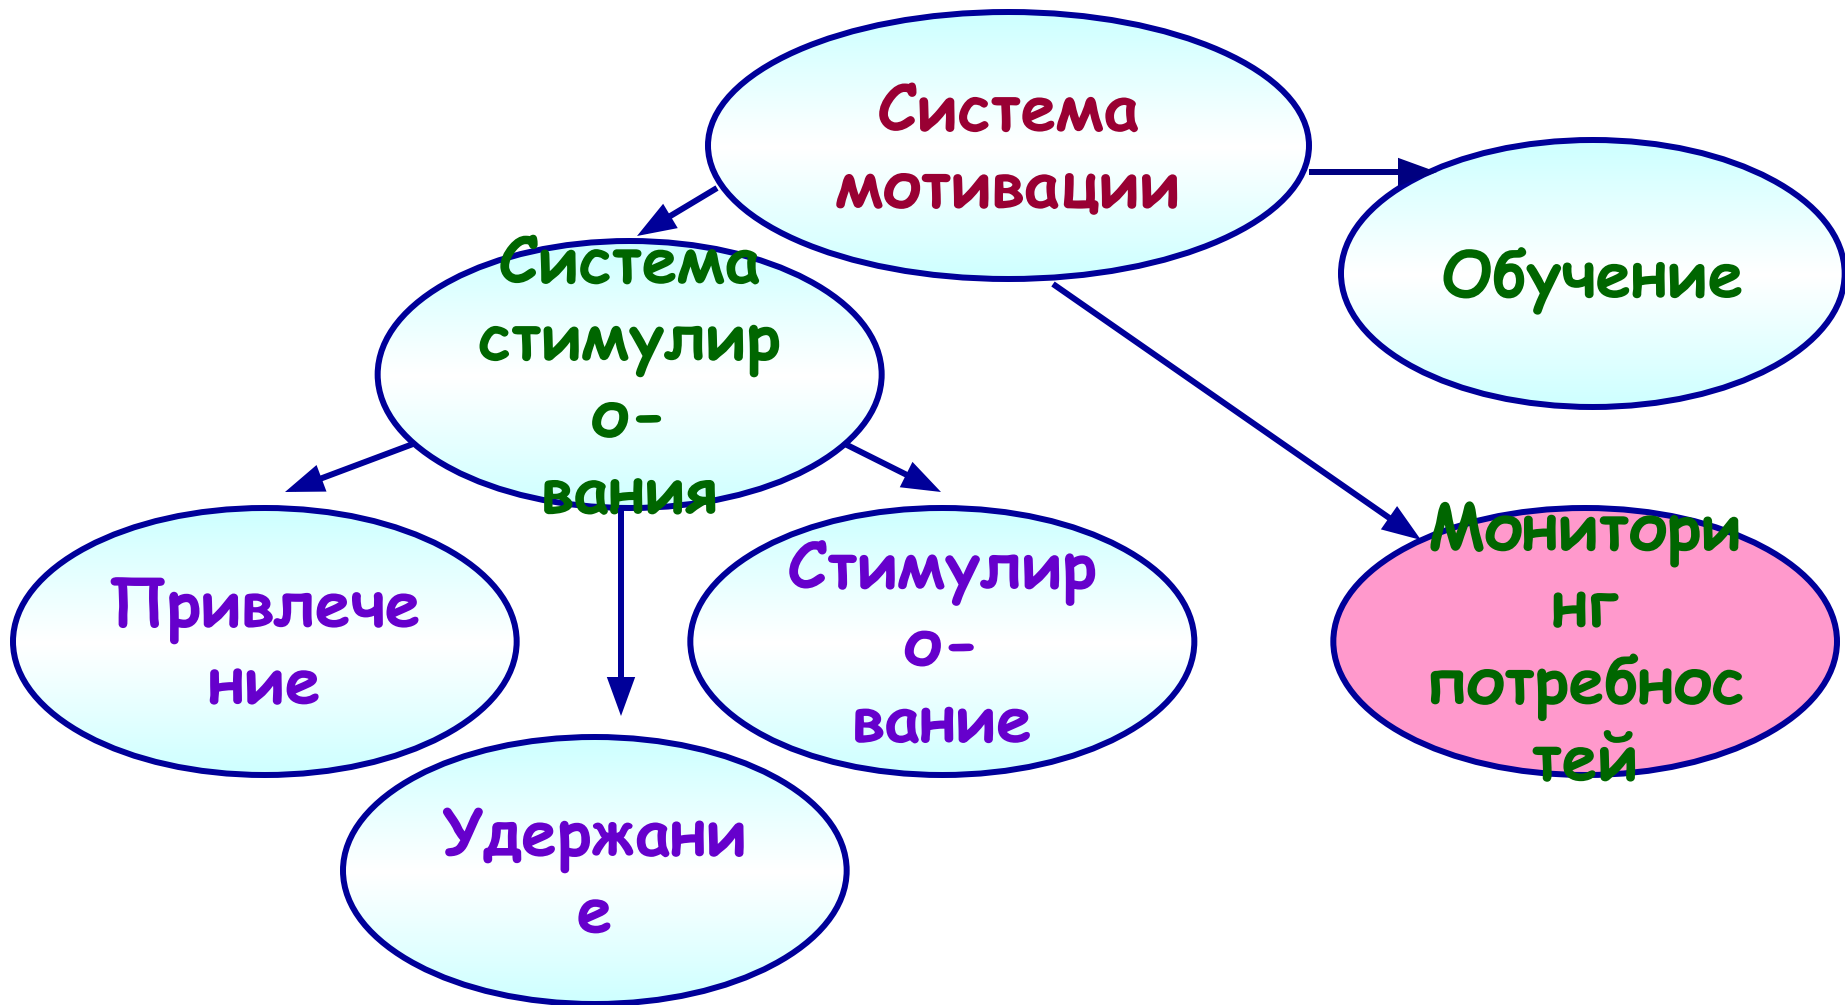 Система
мотивации
Обучение
Система
стимулир
о-
вания
Привлече
ние
Удержани
е
Стимулир
о-
вание
Монитори
нг
потребнос
тей